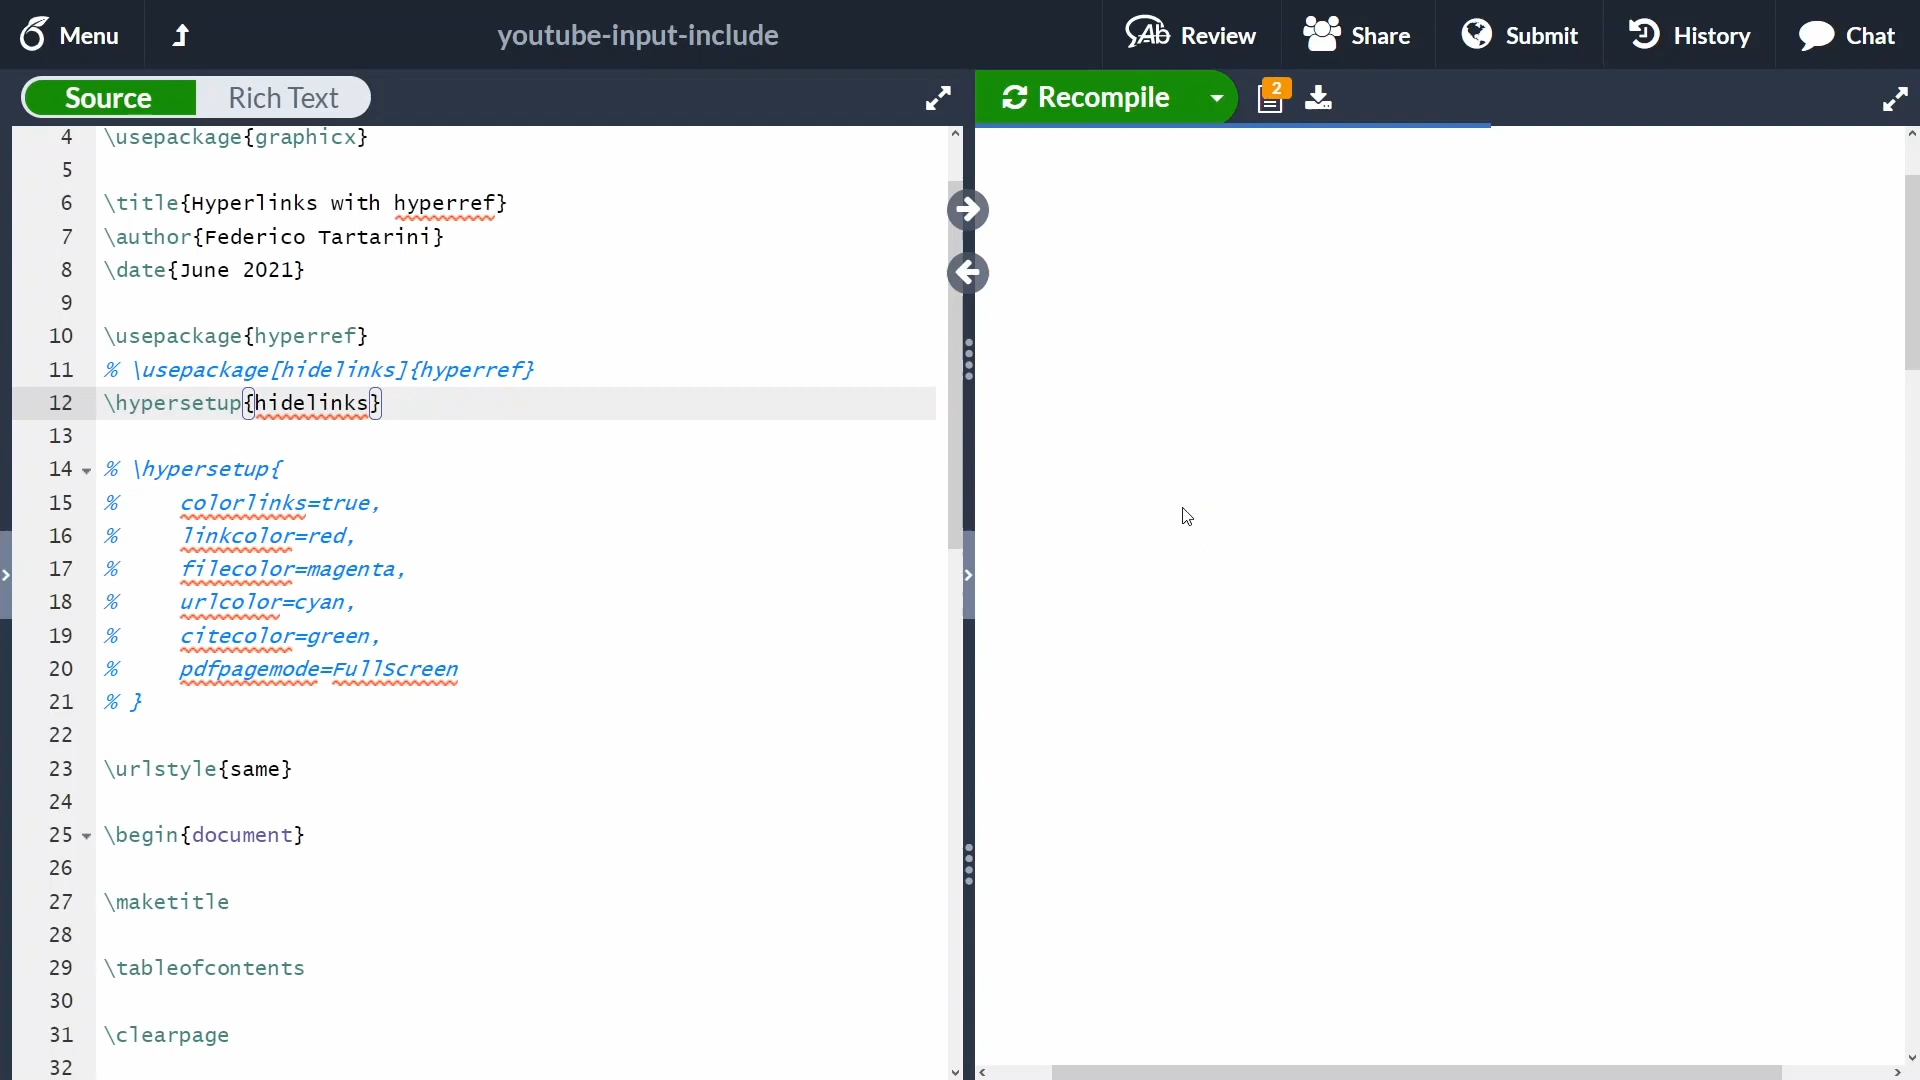 Menu
youtube-input-include
Review
Share
Submit
History
Chat
Source
Rich Text
Recompile
2
4 \usepackage{graphicx}
5
6 \title{Hyperlinks with hyperref}
7 \author{Federico Tartarini}
8 \date{June 2021}
9
10 \usepackage{hyperref}
11 % \usepackage[hidelinks]{hyperref}
12 \hypersetup{hidelinks}
13
14 % \hypersetup{
15 %     colorlinks=true,
16 %     linkcolor=red,
17 %     filecolor=magenta,
18 %     urlcolor=cyan,
19 %     citecolor=green,
20 %     pdfpagemode=FullScreen
21 % }
22
23 \urlstyle{same}
24
25 \begin{document}
26
27 \maketitle
28
29 \tableofcontents
30
31 \clearpage
32